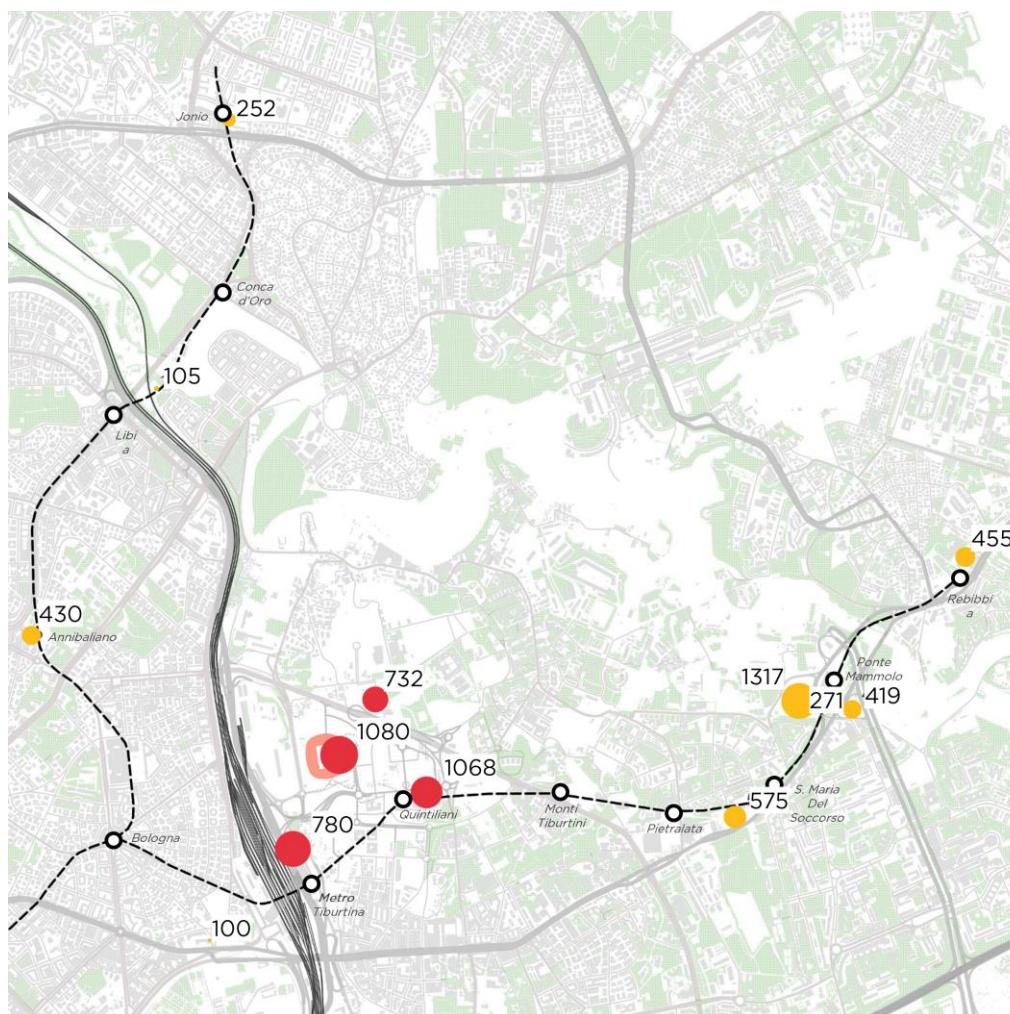 252
Jonio
Conca
d'Oro
105
Libi
a
455
Rebibbi
a
430
Annibaliano
Ponte
Mammolo
732
1317
271
419
1080
1068
Quintiliani
Monti
Tiburtini
S. Maria
Del
Soccorso
575
Pietralata
780
Bologna
Metro
Tiburtina
100